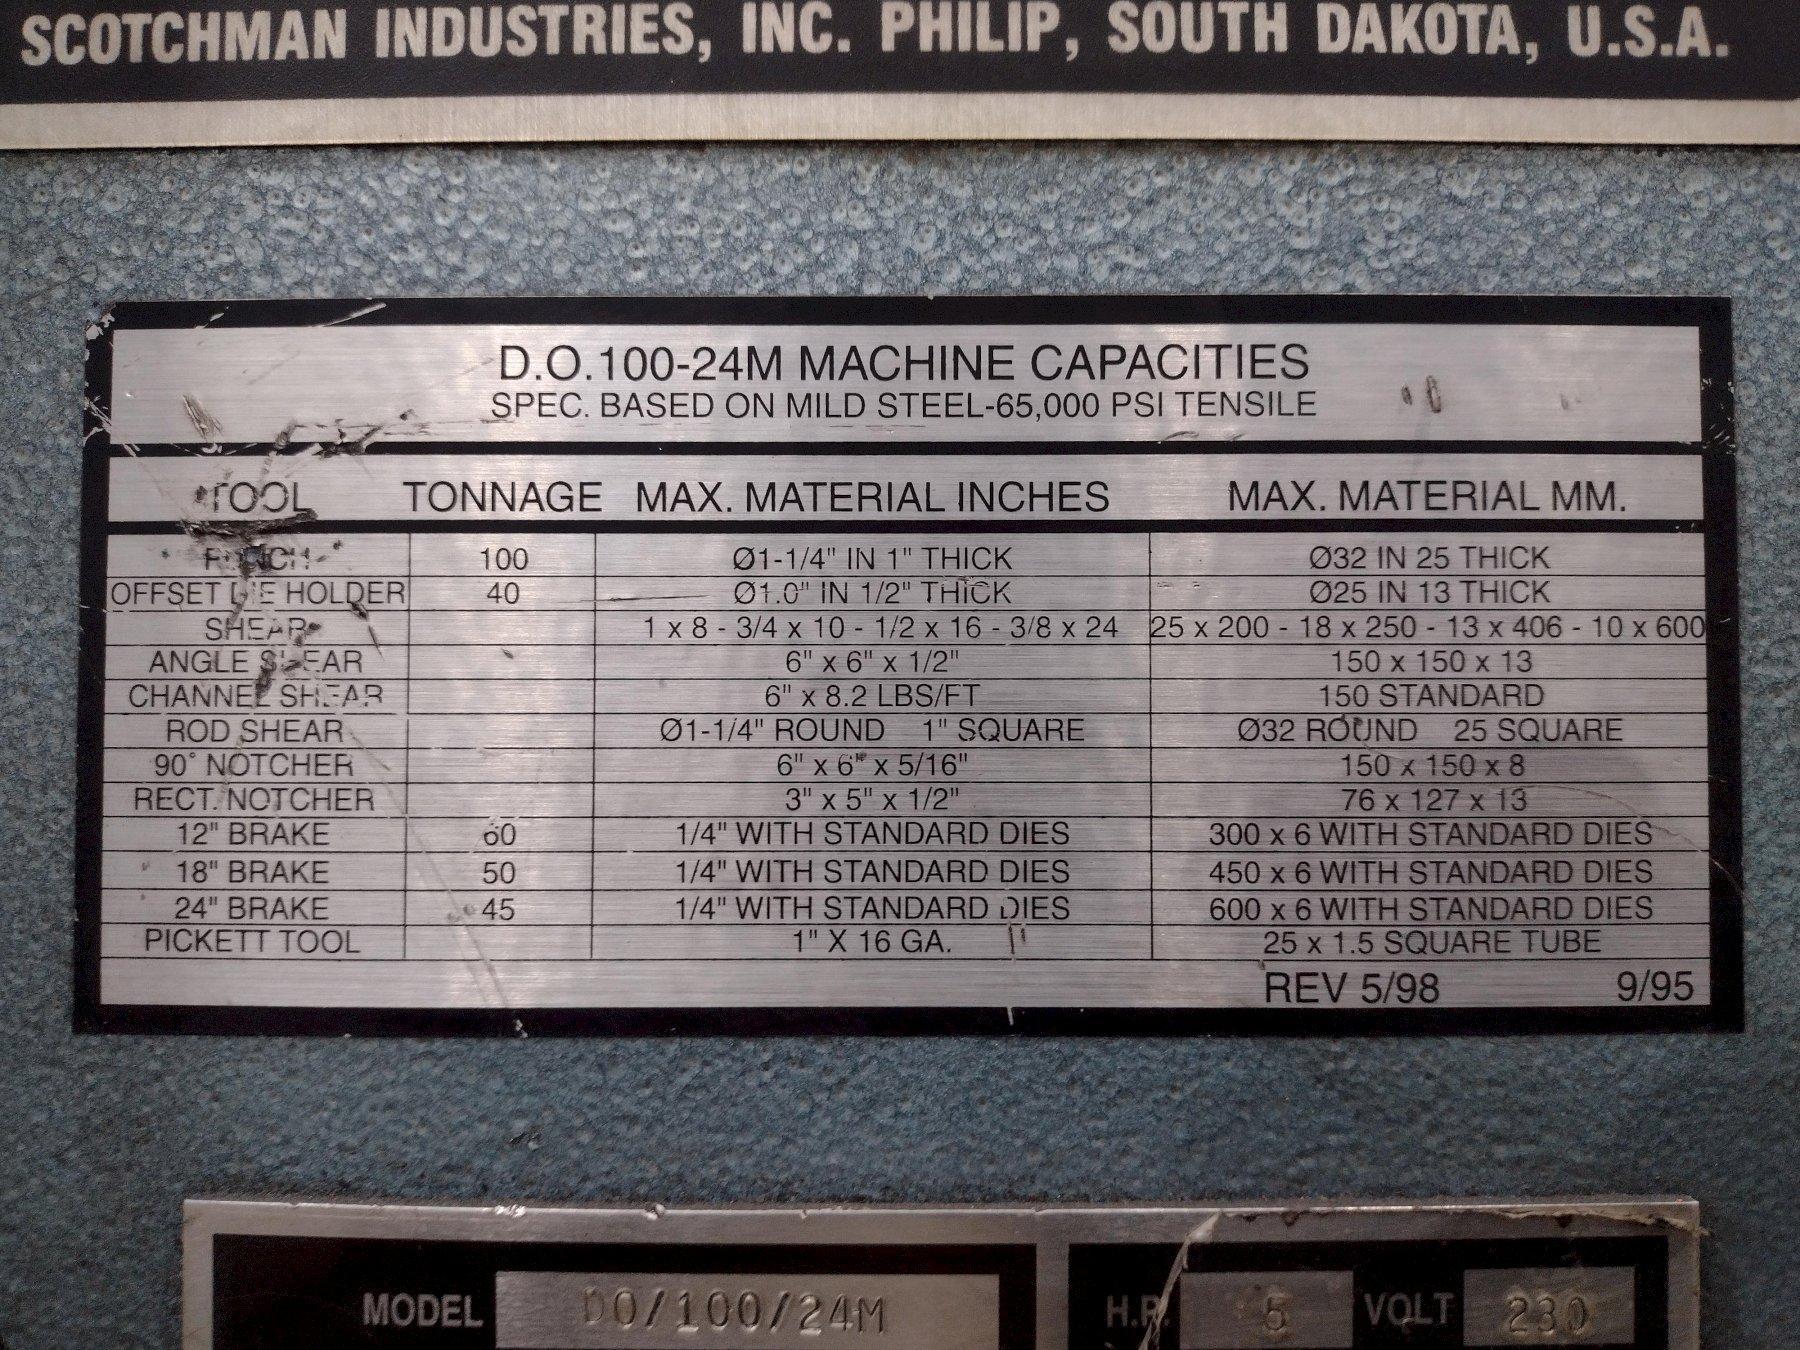 SCOTCHMAN INDUSTRIES, INC. PHILIP, SOUTH DAKOTA, U.S.A.
D.O.100-24M MACHINE CAPACITIES
SPEC. BASED ON MILD STEEL-65,000 PSI TENSILE
TOOL TONNAGE MAX. MATERIAL INCHES MAX. MATERIAL MM.
PUNCH 100 Ø1-1/4" IN 1" THICK Ø32 IN 25 THICK
OFFSET DIE HOLDER 40 Ø1.0" IN 1/2" THICK Ø25 IN 13 THICK
SHEAR 1 x 8 - 3/4 x 10 - 1/2 x 16 - 3/8 x 24 25 x 200 - 18 x 250 - 13 x 406 - 10 x 600
ANGLE SHEAR 6" x 6" x 1/2" 150 x 150 x 13
CHANNEL SHEAR 6" x 8.2 LBS/FT 150 STANDARD
ROD SHEAR Ø1-1/4" ROUND 1" SQUARE Ø32 ROUND 25 SQUARE
90° NOTCHER 6" x 6" x 5/16" 150 x 150 x 8
RECT. NOTCHER 3" x 5" x 1/2" 76 x 127 x 13
12" BRAKE 60 1/4" WITH STANDARD DIES 300 x 6 WITH STANDARD DIES
18" BRAKE 50 1/4" WITH STANDARD DIES 450 x 6 WITH STANDARD DIES
24" BRAKE 45 1/4" WITH STANDARD DIES 600 x 6 WITH STANDARD DIES
PICKETT TOOL 1" X 16 GA. 25 x 1.5 SQUARE TUBE
REV 5/98 9/95
MODEL DO/100/24M H.P. 5 VOLT 230